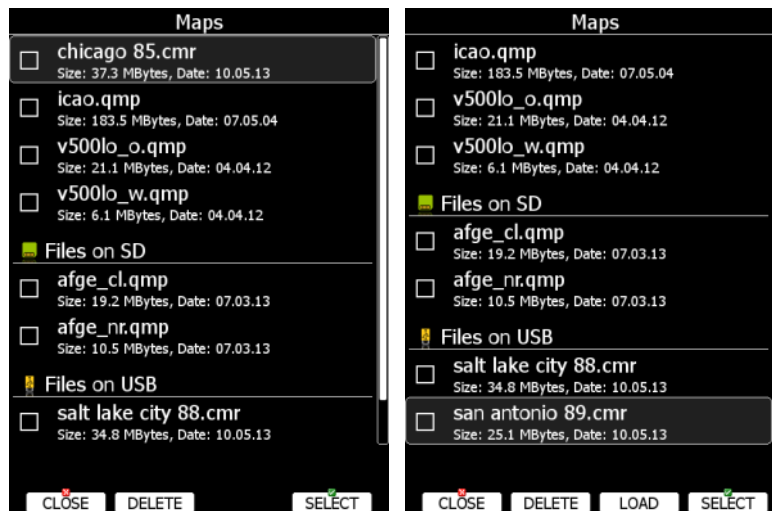 Maps
chicago 85.cmr
Size: 37.3 MBytes, Date: 10.05.13
icao.qmp
Size: 183.5 MBytes, Date: 07.05.04
v500lo_o.qmp
Size: 21.1 MBytes, Date: 04.04.12
v500lo_w.qmp
Size: 6.1 MBytes, Date: 04.04.12
Files on SD
afge_cl.qmp
Size: 19.2 MBytes, Date: 07.03.13
afge_nr.qmp
Size: 10.5 MBytes, Date: 07.03.13
Files on USB
salt lake city 88.cmr
Size: 34.8 MBytes, Date: 10.05.13
CLOSE DELETE SELECT
Maps
icao.qmp
Size: 183.5 MBytes, Date: 07.05.04
v500lo_o.qmp
Size: 21.1 MBytes, Date: 04.04.12
v500lo_w.qmp
Size: 6.1 MBytes, Date: 04.04.12
Files on SD
afge_cl.qmp
Size: 19.2 MBytes, Date: 07.03.13
afge_nr.qmp
Size: 10.5 MBytes, Date: 07.03.13
Files on USB
salt lake city 88.cmr
Size: 34.8 MBytes, Date: 10.05.13
san antonio 89.cmr
Size: 25.1 MBytes, Date: 10.05.13
CLOSE DELETE LOAD SELECT